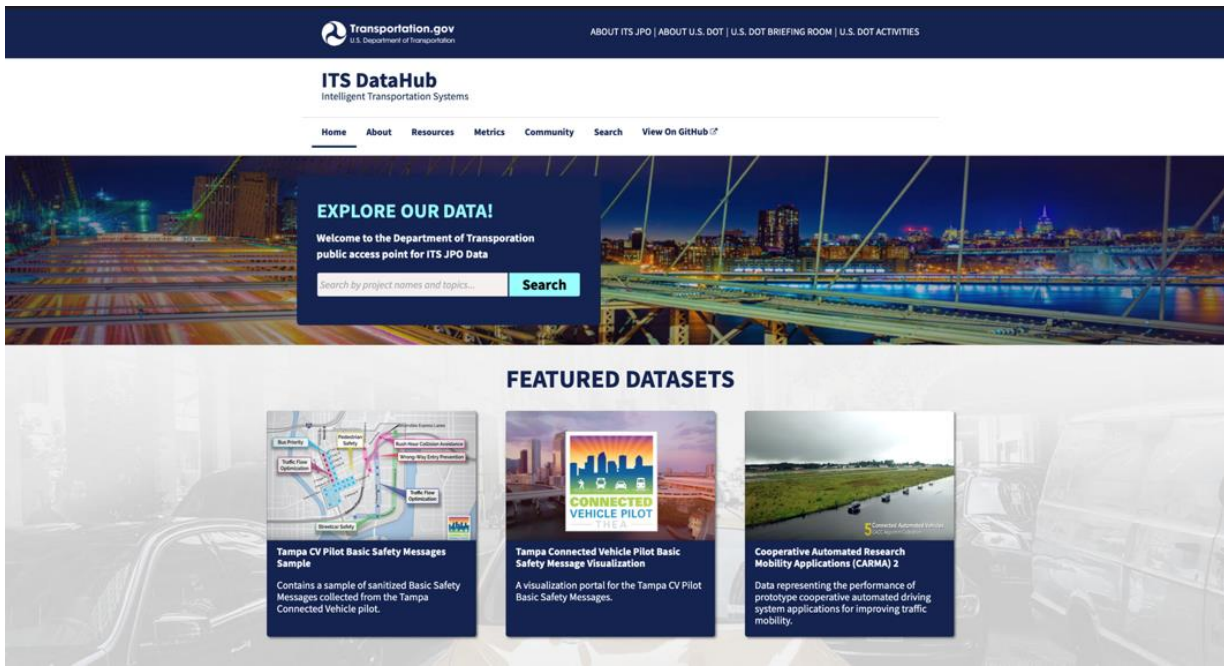 Transportation.gov
U.S. Department of Transportation
ABOUT ITS JPO | ABOUT U.S. DOT | U.S. DOT BRIEFING ROOM | U.S. DOT ACTIVITIES
ITS DataHub
Intelligent Transportation Systems
Home About Resources Metrics Community Search View On GitHub
EXPLORE OUR DATA!
Welcome to the Department of Transporation
public access point for ITS JPO Data
Search by project names and topics... Search
FEATURED DATASETS
Bus Priority
Pedestrian
Safety
Rush Hour Collision Avoidance
Wrong-Way Entry Prevention
Traffic Flow
Optimization
Traffic Flow
Optimization
Streetcar Safety
CONNECTED
VEHICLE PILOT
THEA
5 Connected Automated Vehicles
Tampa CV Pilot Basic Safety Messages
Sample
Contains a sample of sanitized Basic Safety
Messages collected from the Tampa
Connected Vehicle pilot.
Tampa Connected Vehicle Pilot Basic
Safety Message Visualization
A visualization portal for the Tampa CV Pilot
Basic Safety Messages.
Cooperative Automated Research
Mobility Applications (CARMA) 2
Data representing the performance of
prototype cooperative automated driving
system applications for improving traffic
mobility.